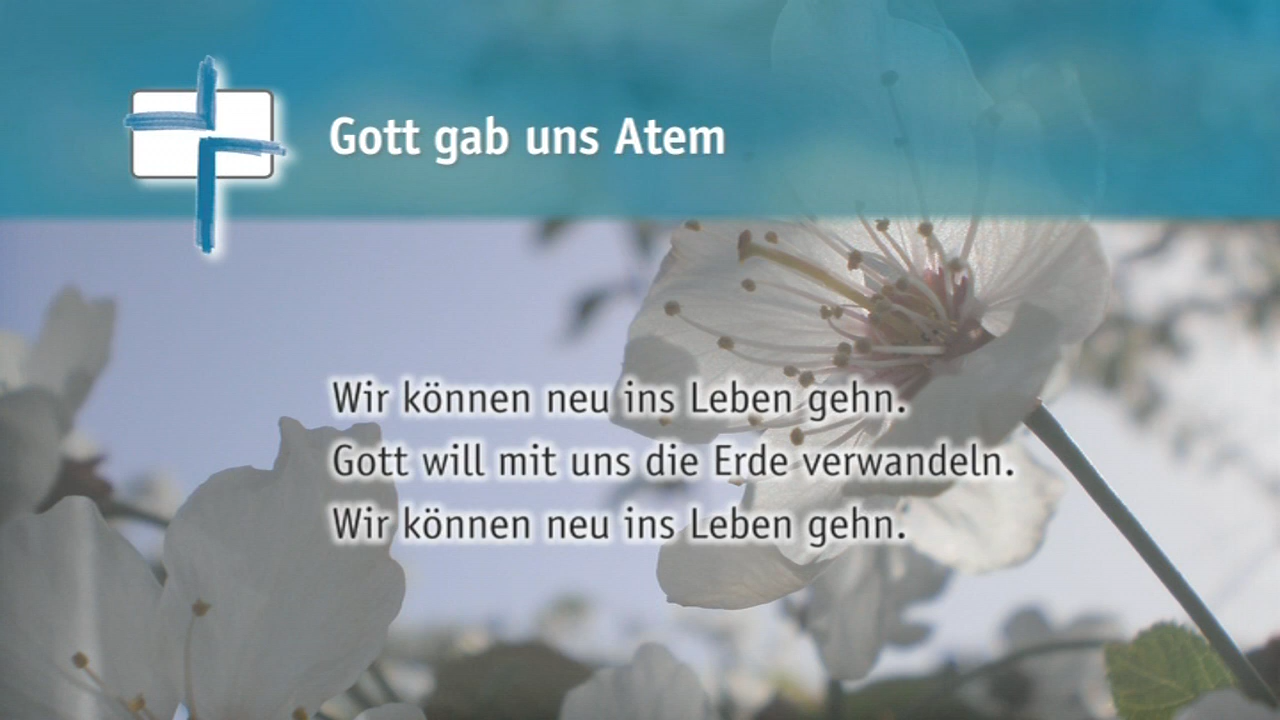 Gott gab uns Atem
Wir können neu ins Leben gehn.
Gott will mit uns die Erde verwandeln.
Wir können neu ins Leben gehn.